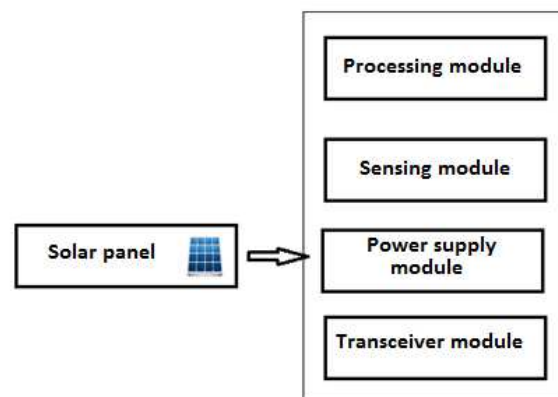 Processing module
Sensing module
Solar panel
Power supply
module
Transceiver module